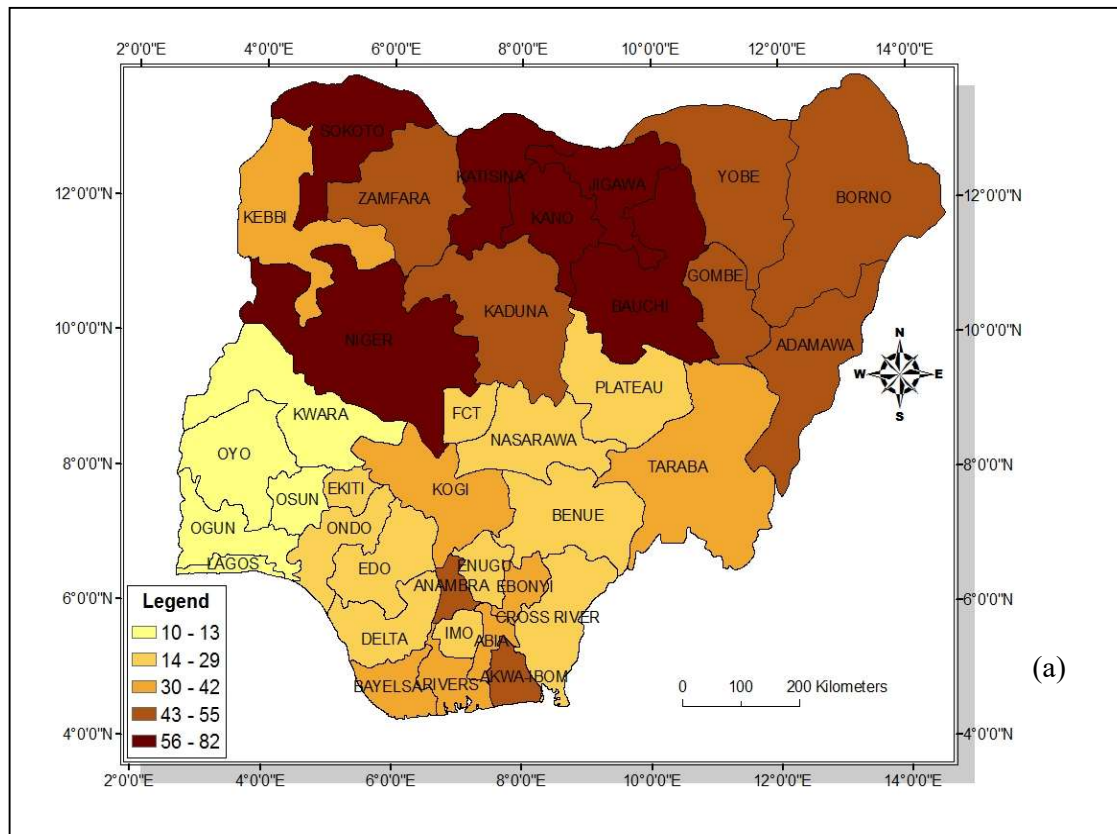 2°0'0"E 4°0'0"E 6°0'0"E 8°0'0"E 10°0'0"E 12°0'0"E 14°0'0"E
SOKOTO
KATISINA
JIGAWA
YOBE
12°0'0"N
ZAMFARA
BORNO
12°0'0"N
KEBBI
KANO
GOMBE
KADUNA
BAUCHI
10°0'0"N
NIGER
ADAMAWA
10°0'0"N
N
W E
S
PLATEAU
KWARA
FCT
NASARAWA
OYO
8°0'0"N
TARABA
8°0'0"N
KOGI
EKITI
OSUN
BENUE
OGUN
ONDO
LAGOS
EDO
ENUGU
ANAMBRA
EBONYI
6°0'0"N
CROSS RIVER
6°0'0"N
Legend
10 - 13
14 - 29
30 - 42
43 - 55
56 - 82
DELTA
IMO
ABIA
BAYELSA
RIVERS
AKWA-IBOM
0 100 200 Kilometers
(a)
4°0'0"N
4°0'0"N
2°0'0"E 4°0'0"E 6°0'0"E 8°0'0"E 10°0'0"E 12°0'0"E 14°0'0"E